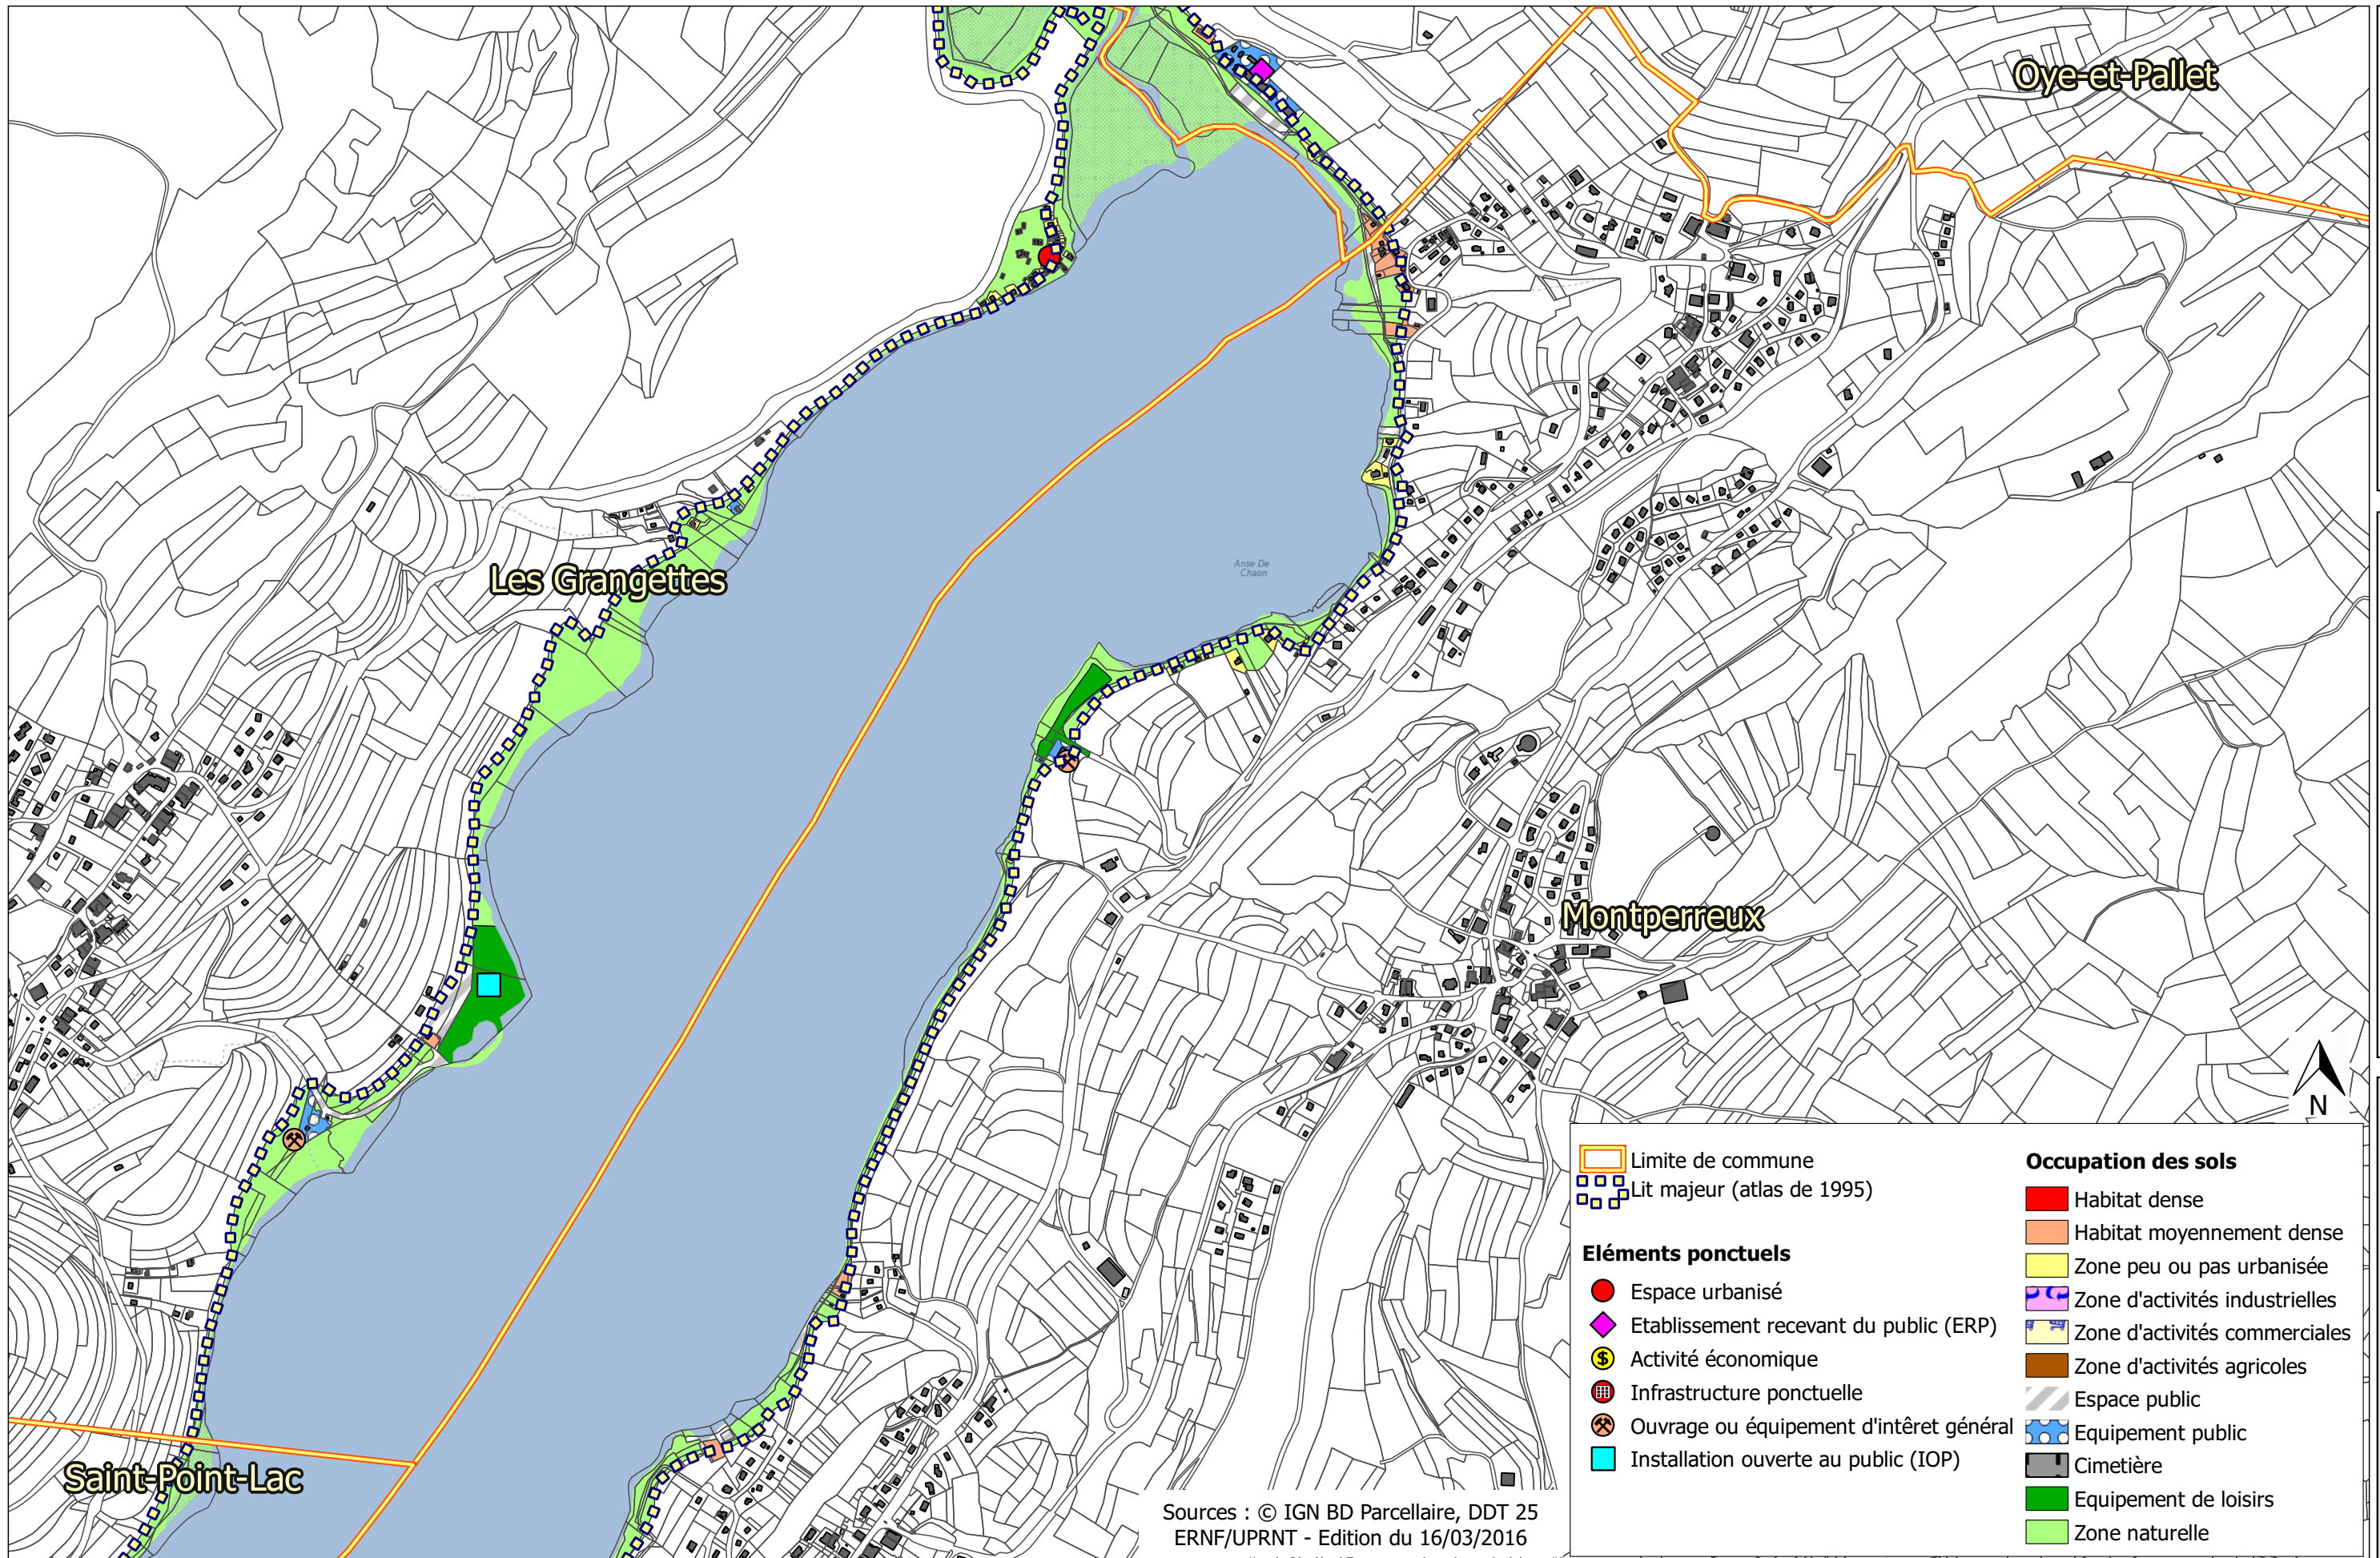 Oye-et-Pallet
Anse De
Chaon
Les Grangettes
Montperreux
Saint-Point-Lac
N
Limite de commune
Lit majeur (atlas de 1995)
Eléments ponctuels
Espace urbanisé
Etablissement recevant du public (ERP)
$ Activité économique
Infrastructure ponctuelle
Ouvrage ou équipement d'intêret général
Installation ouverte au public (IOP)
Occupation des sols
Habitat dense
Habitat moyennement dense
Zone peu ou pas urbanisée
Zone d'activités industrielles
Zone d'activités commerciales
Zone d'activités agricoles
Espace public
Equipement public
Cimetière
Equipement de loisirs
Zone naturelle
Sources : © IGN BD Parcellaire, DDT 25
ERNF/UPRNT - Edition du 16/03/2016